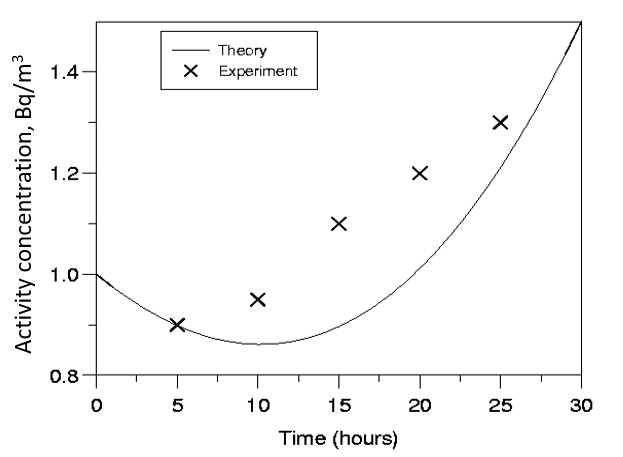 Theory
Experiment
Activity concentration, Bq/m³
1.4
1.2
1.0
0.8
0 5 10 15 20 25 30
Time (hours)